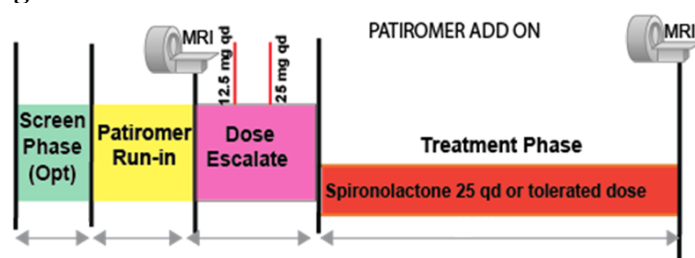 PATIROMER ADD ON
MRI
MRI
12.5 mg qd
25 mg qd
Screen
Phase
(Opt)
Patiromer
Run-in
Dose
Escalate
Treatment Phase
Spironolactone 25 qd or tolerated dose